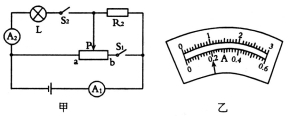 L S₂ R₂
A₂
P S₁
a b
A₁
甲
0 1 2 3
0 0.2 A 0.4 0.6
乙